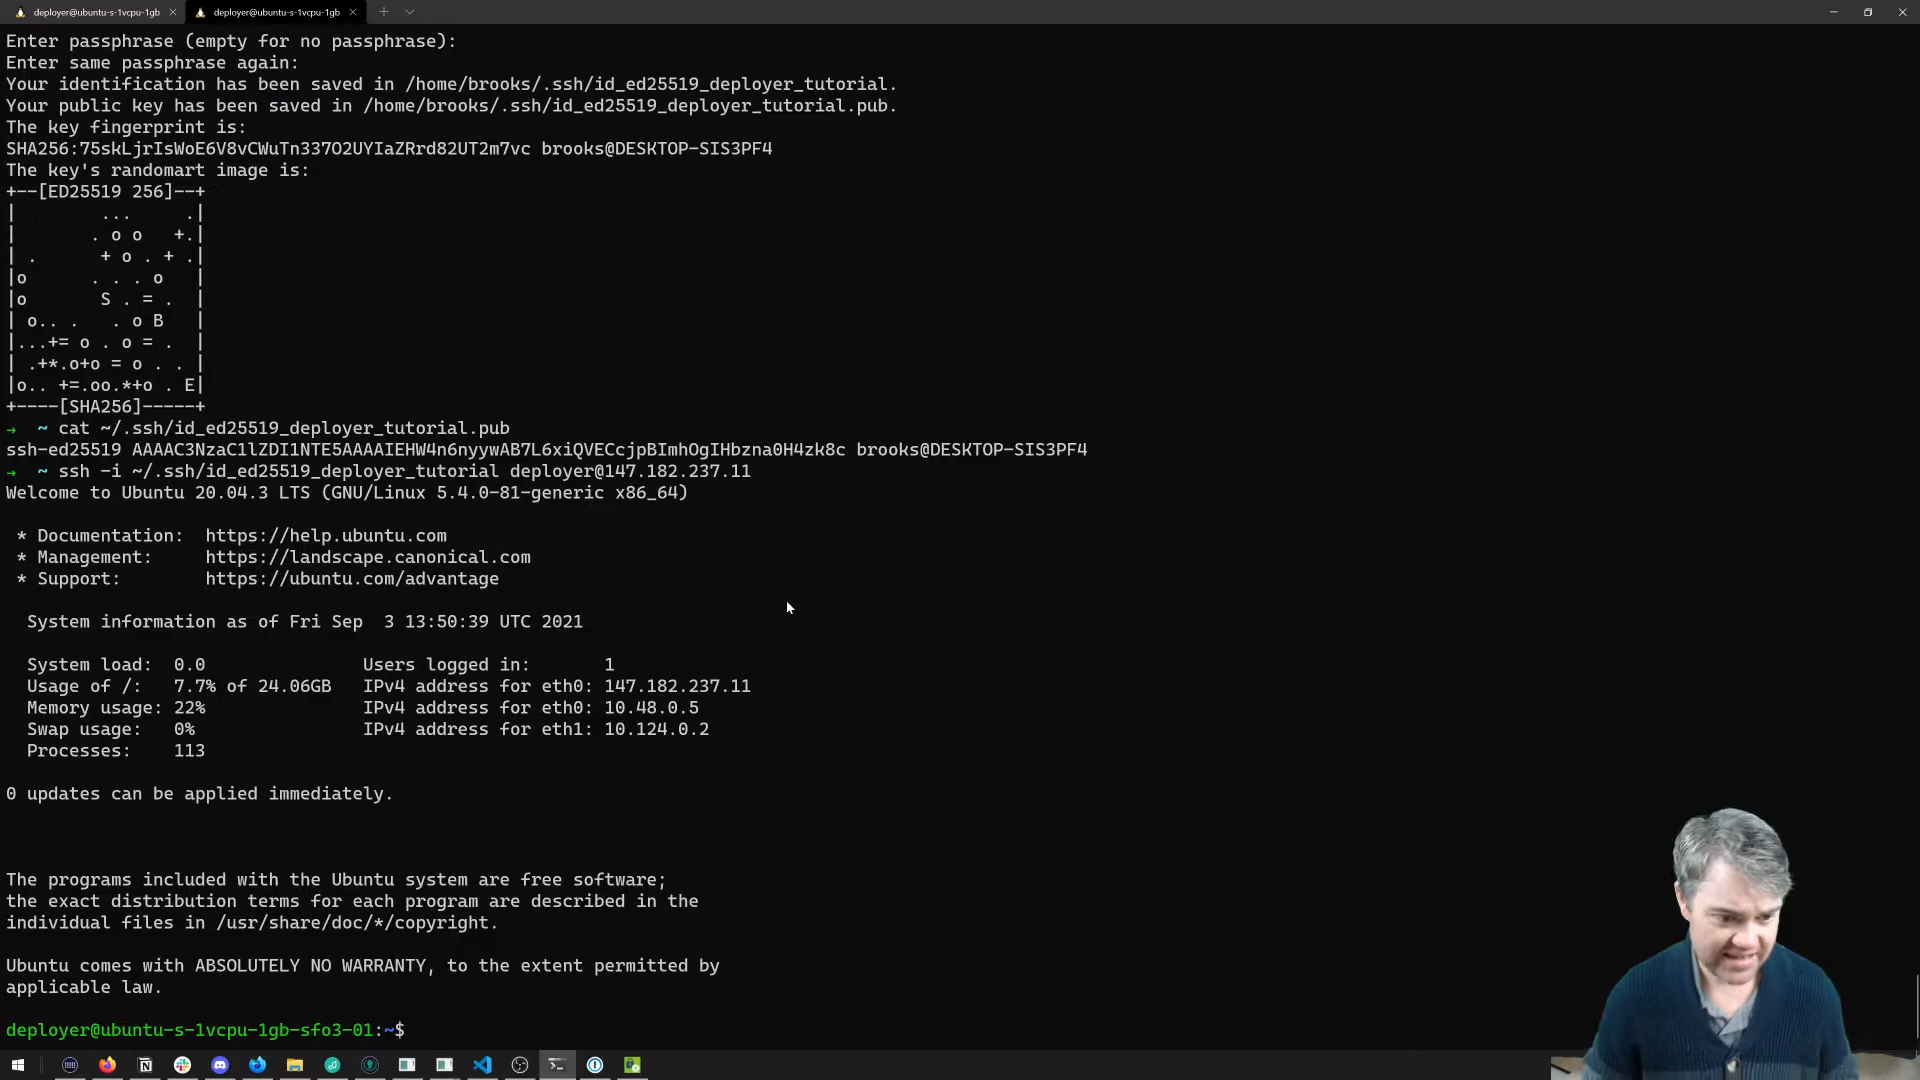 deployer@ubuntu-s-1vcpu-1gb
deployer@ubuntu-s-1vcpu-1gb
Enter passphrase (empty for no passphrase):
Enter same passphrase again:
Your identification has been saved in /home/brooks/.ssh/id_ed25519_deployer_tutorial.
Your public key has been saved in /home/brooks/.ssh/id_ed25519_deployer_tutorial.pub.
The key fingerprint is:
SHA256:75skLjrIsWoE6V8vCWuTn337O2UYIaZRrd82UT2m7vc brooks@DESKTOP-SIS3PF4
The key's randomart image is:
+--[ED25519 256]--+
|        ...     .|
|       . o o   +.|
| .      + o . + .|
|o      . . . o   |
|o       S . = .  |
| o.. .   . o B   |
|...+= o . o = .  |
| .+*.o+o = o . . |
|o.. +=.oo.*+o . E|
+----[SHA256]-----+
→ ~ cat ~/.ssh/id_ed25519_deployer_tutorial.pub
ssh-ed25519 AAAAC3NzaC1lZDI1NTE5AAAAIEHW4n6nyywAB7L6xiQVECcjpBImhOgIHbzna0H4zk8c brooks@DESKTOP-SIS3PF4
→ ~ ssh -i ~/.ssh/id_ed25519_deployer_tutorial deployer@147.182.237.11
Welcome to Ubuntu 20.04.3 LTS (GNU/Linux 5.4.0-81-generic x86_64)
* Documentation:  https://help.ubuntu.com
* Management:     https://landscape.canonical.com
* Support:        https://ubuntu.com/advantage
System information as of Fri Sep  3 13:50:39 UTC 2021
System load:  0.0               Users logged in:       1
Usage of /:   7.7% of 24.06GB   IPv4 address for eth0: 147.182.237.11
Memory usage: 22%               IPv4 address for eth0: 10.48.0.5
Swap usage:   0%                IPv4 address for eth1: 10.124.0.2
Processes:    113
0 updates can be applied immediately.
The programs included with the Ubuntu system are free software;
the exact distribution terms for each program are described in the
individual files in /usr/share/doc/*/copyright.
Ubuntu comes with ABSOLUTELY NO WARRANTY, to the extent permitted by
applicable law.
deployer@ubuntu-s-1vcpu-1gb-sfo3-01:~$